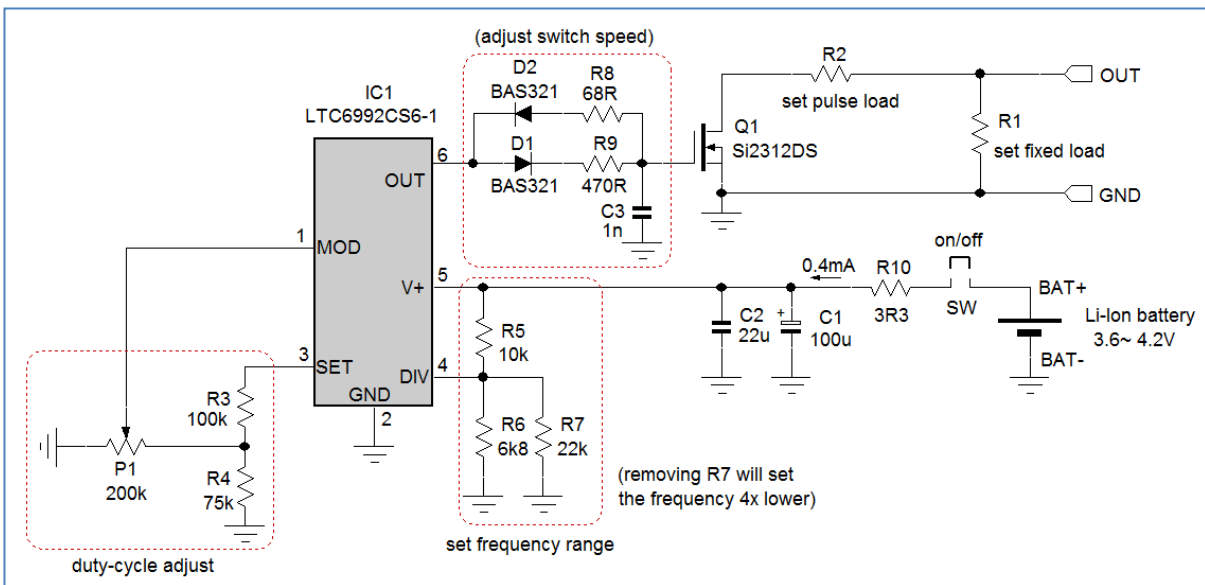 (adjust switch speed)
D2
BAS321
R8
68R
R2
set pulse load
OUT
IC1
LTC6992CS6-1
6
OUT
D1
BAS321
R9
470R
C3
1n
Q1
Si2312DS
R1
set fixed load
GND
1
MOD
5
V+
0.4mA
R10
3R3
on/off
SW
BAT+
Li-Ion battery
3.6~ 4.2V
BAT-
C2
22u
+
C1
100u
R5
10k
3
SET
4
DIV
GND
2
R3
100k
P1
200k
R4
75k
R6
6k8
R7
22k
(removing R7 will set
the frequency 4x lower)
set frequency range
duty-cycle adjust